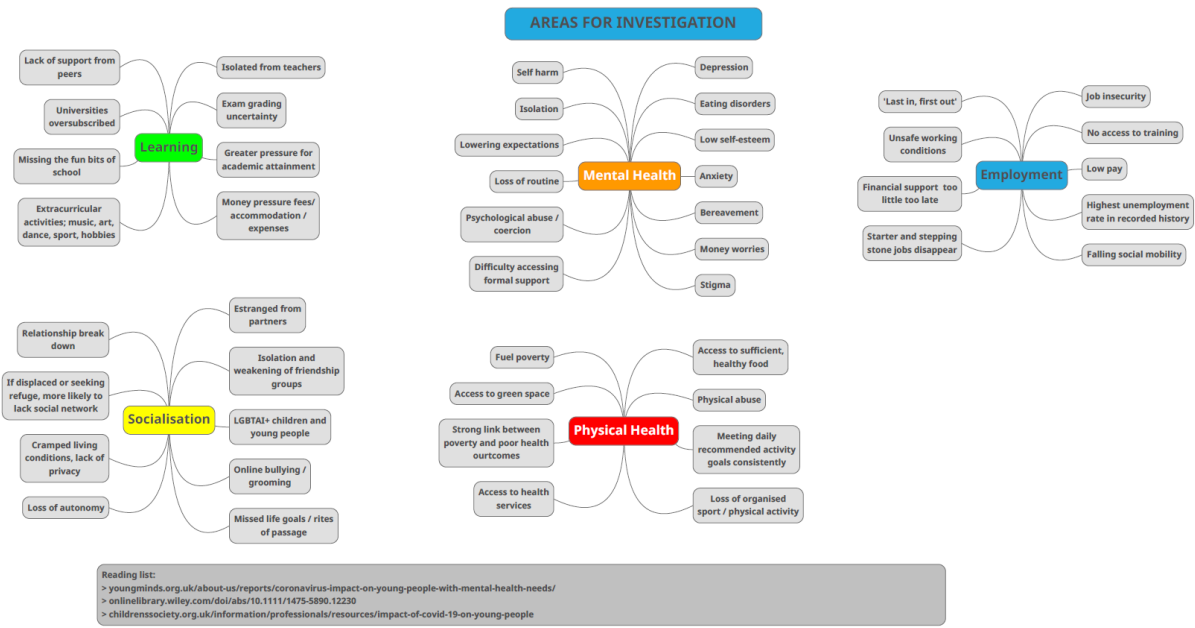 AREAS FOR INVESTIGATION
Learning
Lack of support from
peers
Universities
oversubscribed
Missing the fun bits of
school
Extracurricular
activities; music, art,
dance, sport, hobbies
Isolated from teachers
Exam grading
uncertainty
Greater pressure for
academic attainment
Money pressure fees/
accommodation /
expenses
Mental Health
Self harm
Isolation
Lowering expectations
Loss of routine
Psychological abuse /
coercion
Difficulty accessing
formal support
Depression
Eating disorders
Low self-esteem
Anxiety
Bereavement
Money worries
Stigma
Employment
'Last in, first out'
Unsafe working
conditions
Financial support too
little too late
Starter and stepping
stone jobs disappear
Job insecurity
No access to training
Low pay
Highest unemployment
rate in recorded history
Falling social mobility
Socialisation
Relationship break
down
If displaced or seeking
refuge, more likely to
lack social network
Cramped living
conditions, lack of
privacy
Loss of autonomy
Estranged from
partners
Isolation and
weakening of friendship
groups
LGBTAI+ children and
young people
Online bullying /
grooming
Missed life goals / rites
of passage
Physical Health
Fuel poverty
Access to green space
Strong link between
poverty and poor health
ourtcomes
Access to health
services
Access to sufficient,
healthy food
Physical abuse
Meeting daily
recommended activity
goals consistently
Loss of organised
sport / physical activity
Reading list:
> youngminds.org.uk/about-us/reports/coronavirus-impact-on-young-people-with-mental-health-needs/
> onlinelibrary.wiley.com/doi/abs/10.1111/1475-5890.12230
> childrenssociety.org.uk/information/professionals/resources/impact-of-covid-19-on-young-people